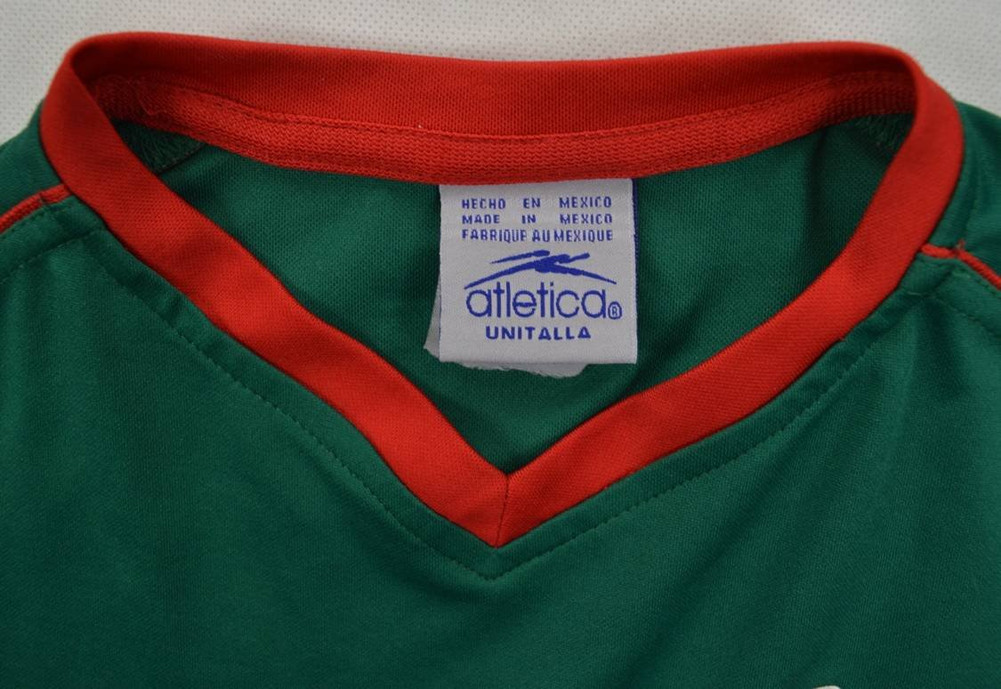 HECHO EN MEXICO
MADE IN MEXICO
FABRIQUE AU MEXIQUE
atletica®
UNITALLA